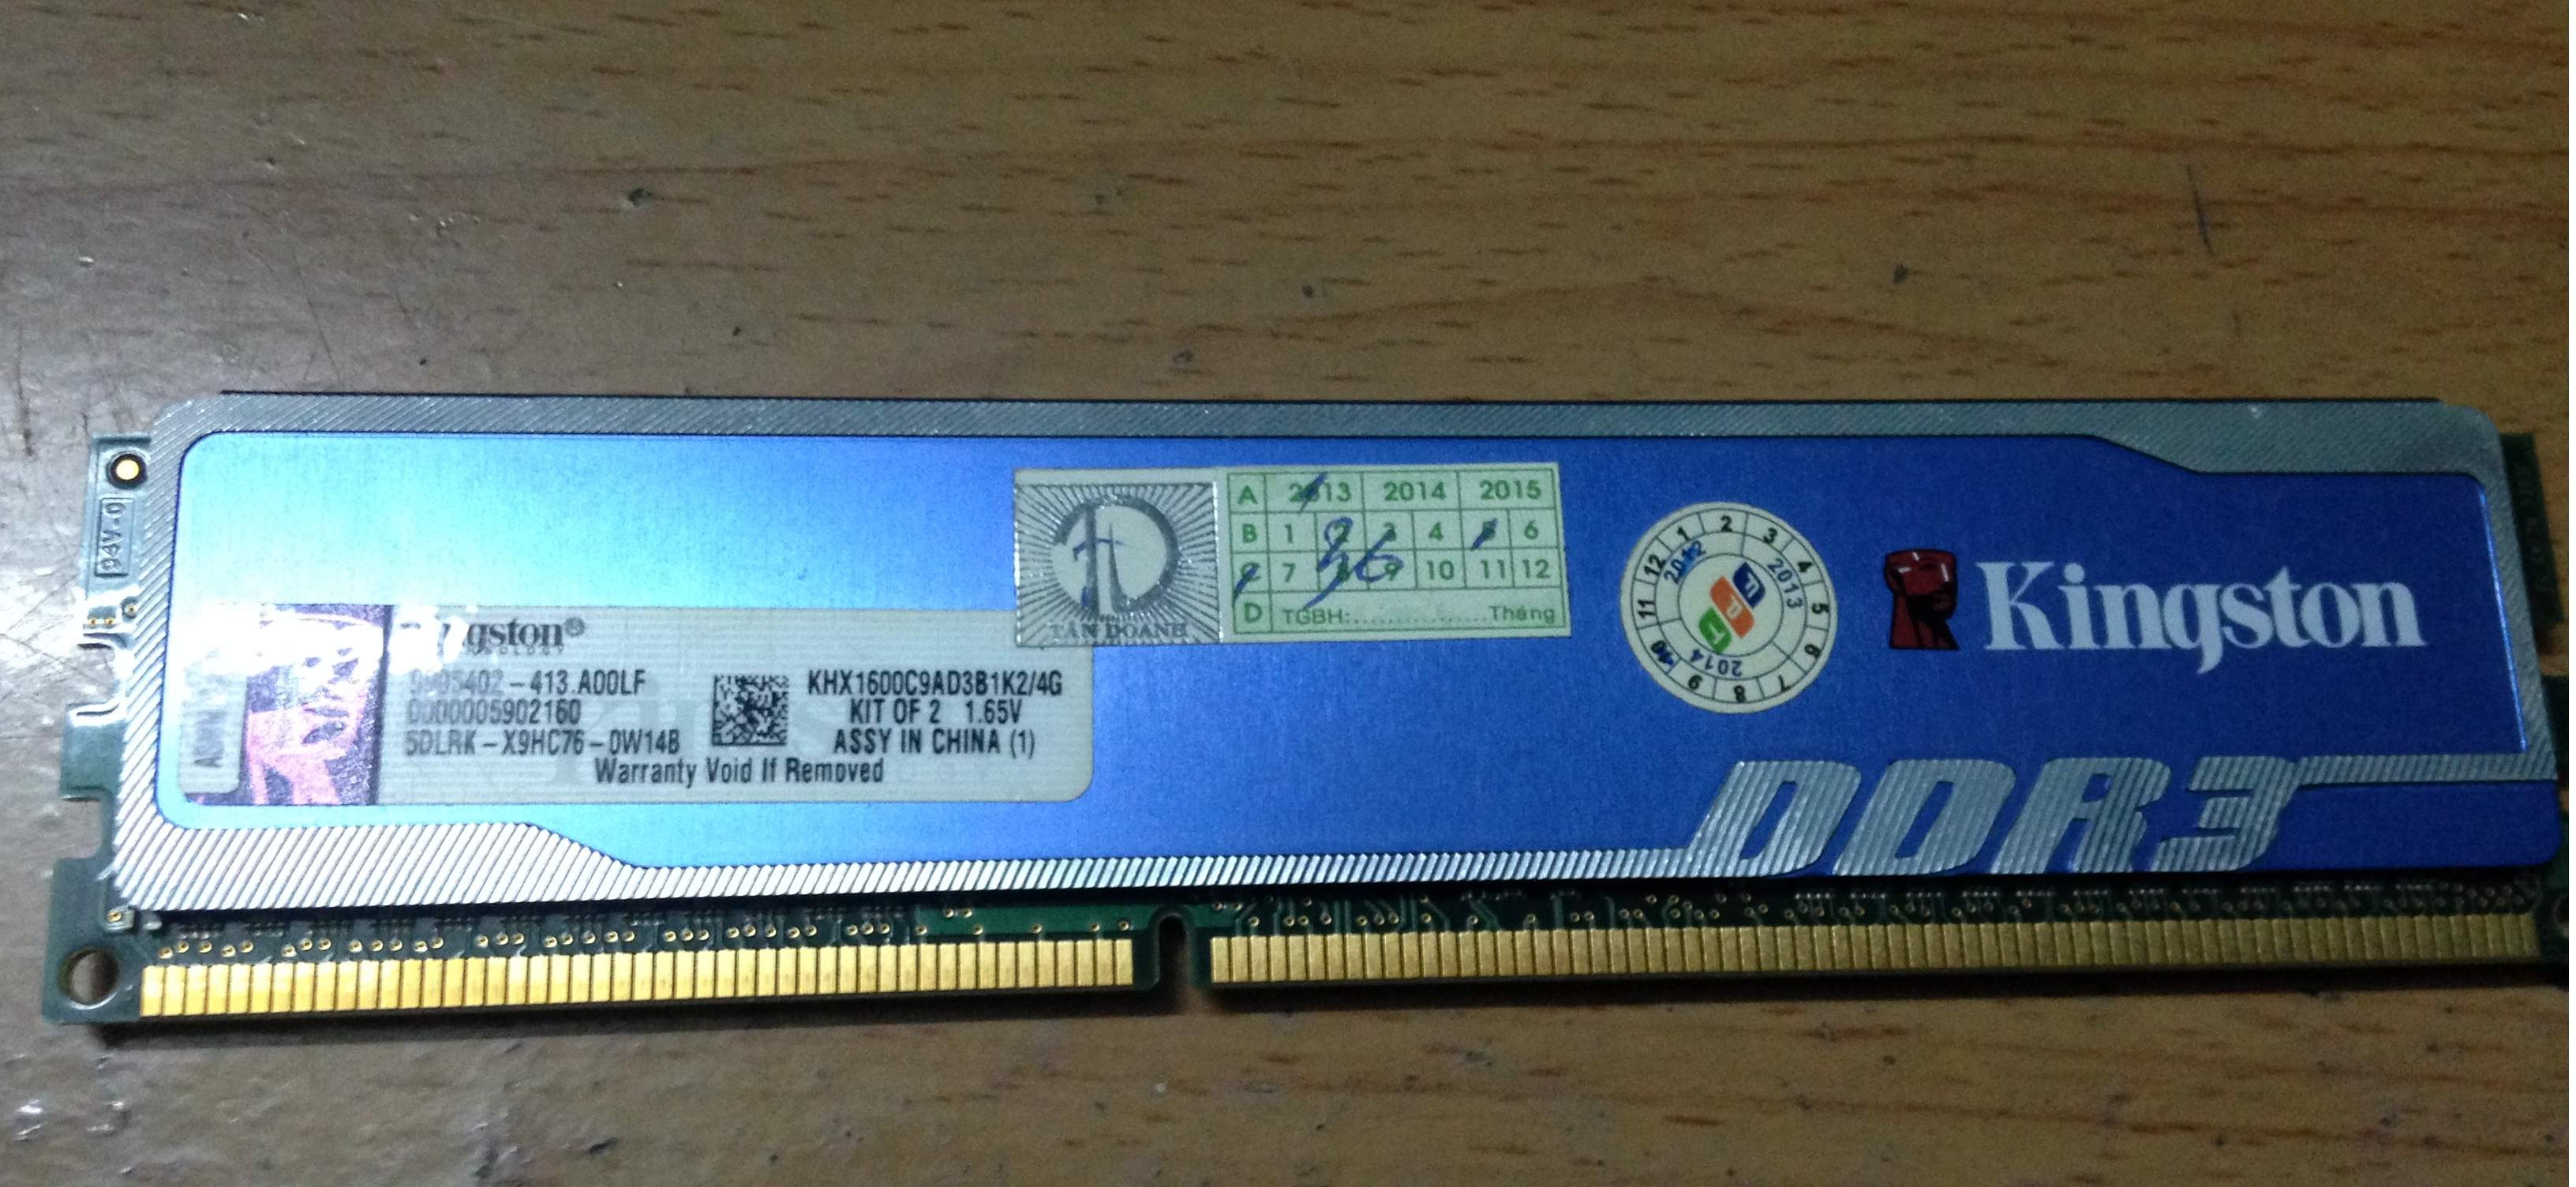 94V-0
Kingston®
TECHNOLOGY
9905402-413.A00LF
0000005902160
5DLRK-X9HC76-0W14B
KHX1600C9AD3B1K2/4G
KIT OF 2 1.65V
ASSY IN CHINA (1)
Warranty Void If Removed
TÂN DOANH
A 2013 2014 2015
B 1 2 3 4 5 6
C 7 8 9 10 11 12
D TGBH:................Tháng
36
1 2 3 4 5 6 7 8 9 10 11 12
2012 2013 2014
FPT
Kingston
DDR3